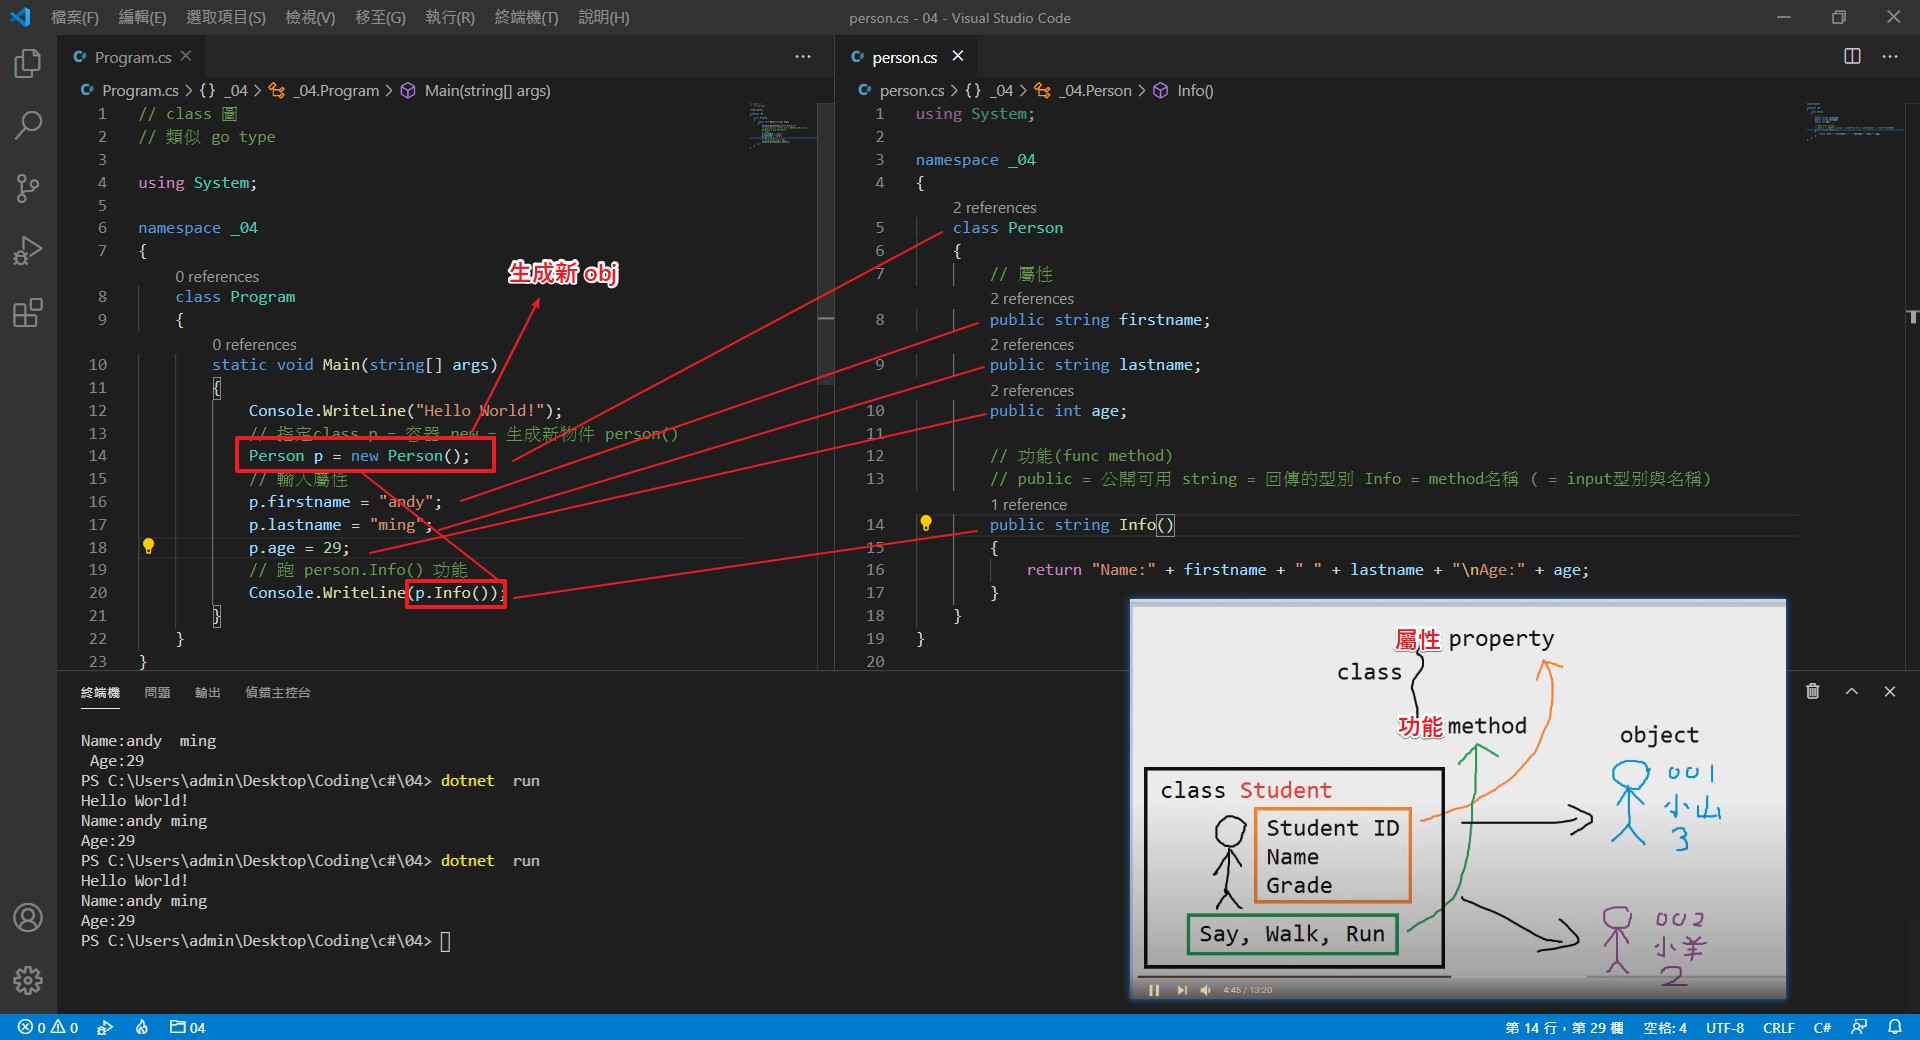 檔案(F) 編輯(E) 選取項目(S) 檢視(V) 移至(G) 執行(R) 終端機(T) 說明(H)
person.cs - 04 - Visual Studio Code
Program.cs
Program.cs > {} _04 > _04.Program > Main(string[] args)
1 // class 圖
2 // 類似 go type
3
4 using System;
5
6 namespace _04
7 {
0 references
8 class Program
9 {
0 references
10 static void Main(string[] args)
11 {
12 Console.WriteLine("Hello World!");
13 // 指定class p = 容器 new = 生成新物件 person()
14 Person p = new Person();
15 // 輸入屬性
16 p.firstname = "andy";
17 p.lastname = "ming";
18 p.age = 29;
19 // 跑 person.Info() 功能
20 Console.WriteLine(p.Info());
21 }
22 }
23 }
生成新 obj
person.cs
person.cs > {} _04 > _04.Person > Info()
1 using System;
2
3 namespace _04
4 {
2 references
5 class Person
6 {
7 // 屬性
2 references
8 public string firstname;
2 references
9 public string lastname;
2 references
10 public int age;
11
12 // 功能(func method)
13 // public = 公開可用 string = 回傳的型別 Info = method名稱 ( = input型別與名稱)
1 reference
14 public string Info()
15 {
16 return "Name:" + firstname + " " + lastname + "\nAge:" + age;
17 }
18 }
19 }
20
終端機 問題 輸出 偵錯主控台
Name:andy  ming
 Age:29
PS C:\Users\admin\Desktop\Coding\c#\04> dotnet  run
Hello World!
Name:andy ming
Age:29
PS C:\Users\admin\Desktop\Coding\c#\04> dotnet  run
Hello World!
Name:andy ming
Age:29
PS C:\Users\admin\Desktop\Coding\c#\04>
屬性 property
class
功能 method
object
class Student
Student ID
Name
Grade
Say, Walk, Run
001
小山
3
002
小羊
2
4:45 / 13:20
0 0 04
第 14 行，第 29 欄 空格: 4 UTF-8 CRLF C#